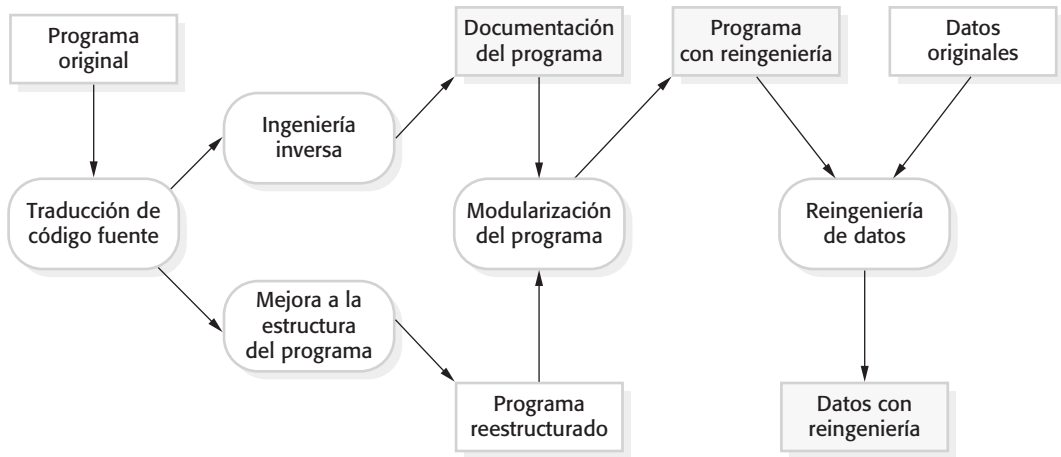 Programa
original
Documentación
del programa
Programa
con reingeniería
Datos
originales
Ingeniería
inversa
Traducción de
código fuente
Modularización
del programa
Reingeniería
de datos
Mejora a la
estructura
del programa
Programa
reestructurado
Datos con
reingeniería